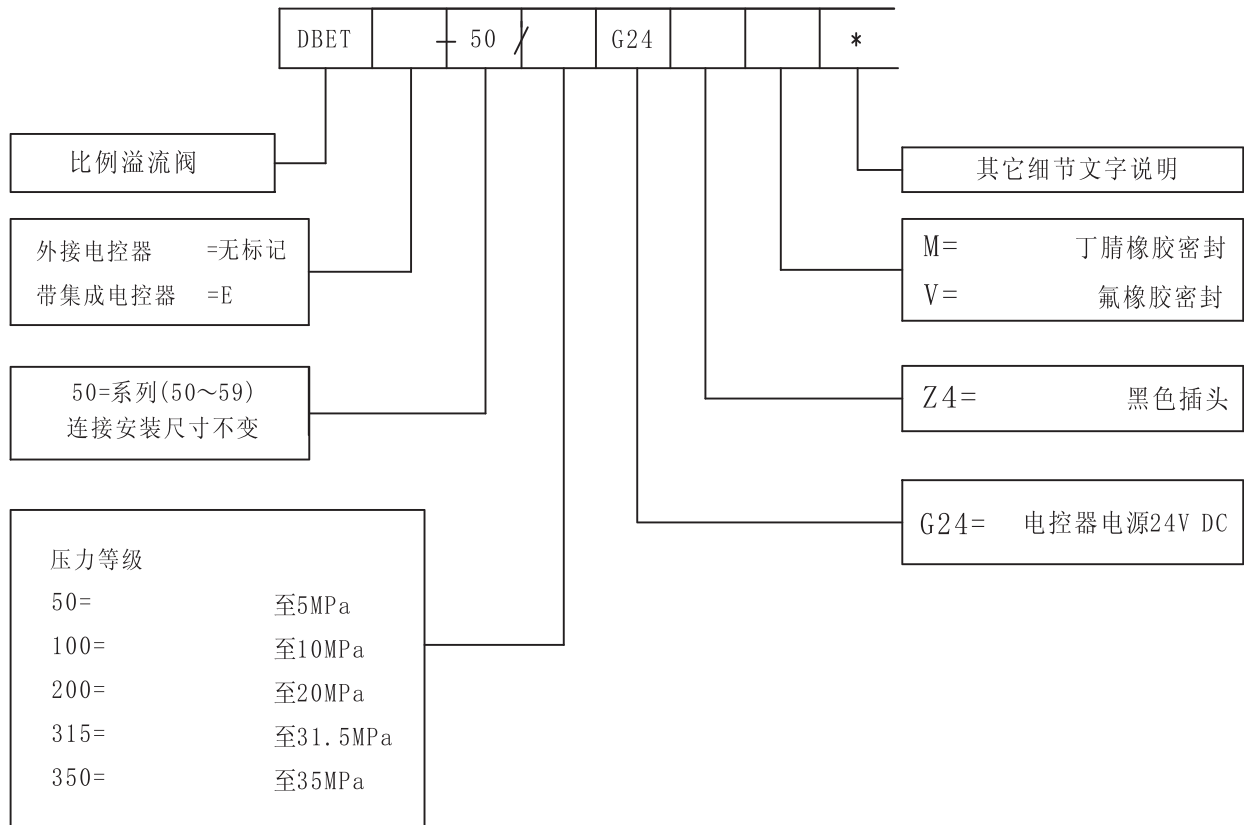 DBET - 50 / G24 *
比例溢流阀
外接电控器 =无标记
带集成电控器 =E
50=系列(50～59)
连接安装尺寸不变
压力等级
50= 至5MPa
100= 至10MPa
200= 至20MPa
315= 至31.5MPa
350= 至35MPa
其它细节文字说明
M= 丁腈橡胶密封
V= 氟橡胶密封
Z4= 黑色插头
G24= 电控器电源24V DC